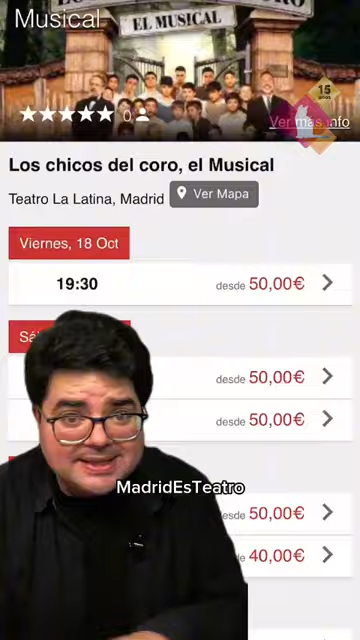 Musical
EL MUSICAL
15
años
0
Ver más info
Los chicos del coro, el Musical
Teatro La Latina, Madrid
Ver Mapa
Viernes, 18 Oct
19:30
desde 50,00€
desde 50,00€
desde 50,00€
MadridEsTeatro
50,00€
40,00€